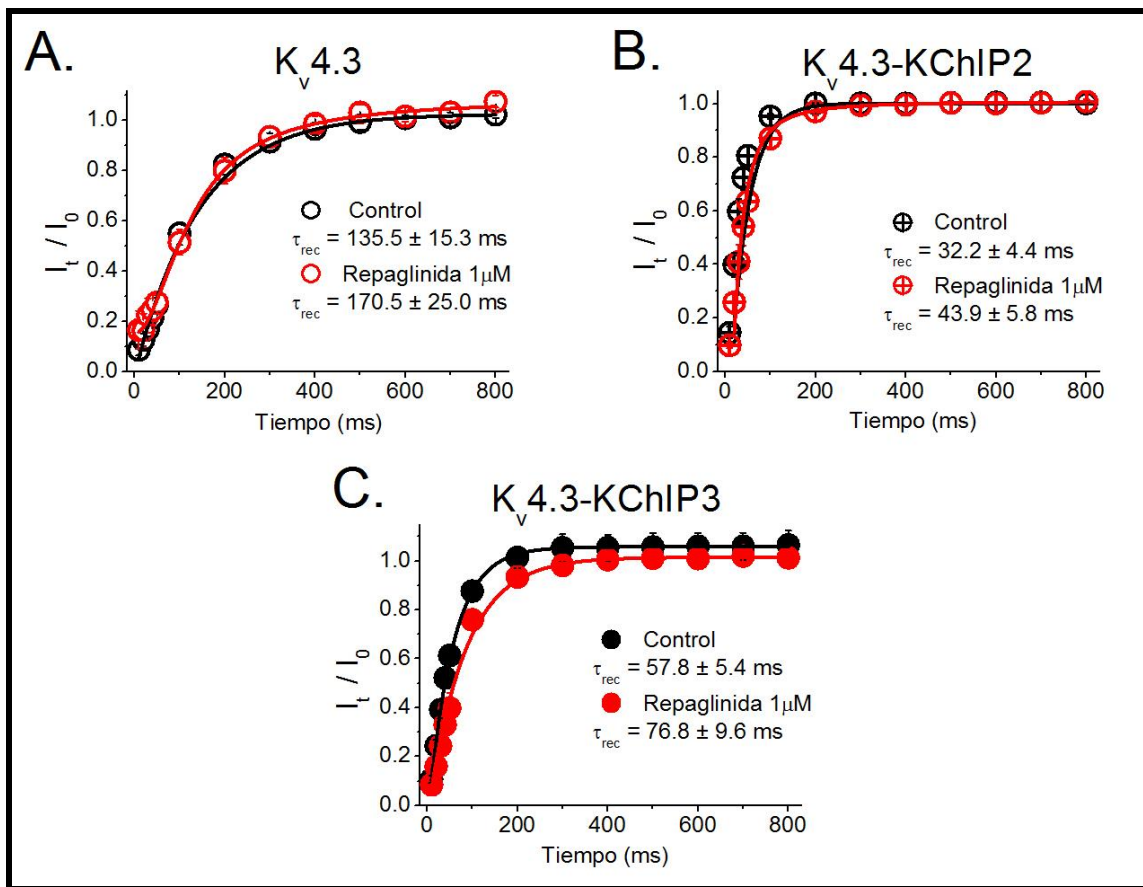 A.
Kv4.3
1.0
0.8
0.6
0.4
0.2
0.0
It / I0
Control
τrec = 135.5 ± 15.3 ms
Repaglinida 1μM
τrec = 170.5 ± 25.0 ms
0 200 400 600 800
Tiempo (ms)
B.
Kv4.3-KChIP2
1.0
0.8
0.6
0.4
0.2
0.0
It / I0
Control
τrec = 32.2 ± 4.4 ms
Repaglinida 1μM
τrec = 43.9 ± 5.8 ms
0 200 400 600 800
Tiempo (ms)
C.
Kv4.3-KChIP3
1.0
0.8
0.6
0.4
0.2
0.0
It / I0
Control
τrec = 57.8 ± 5.4 ms
Repaglinida 1μM
τrec = 76.8 ± 9.6 ms
0 200 400 600 800
Tiempo (ms)